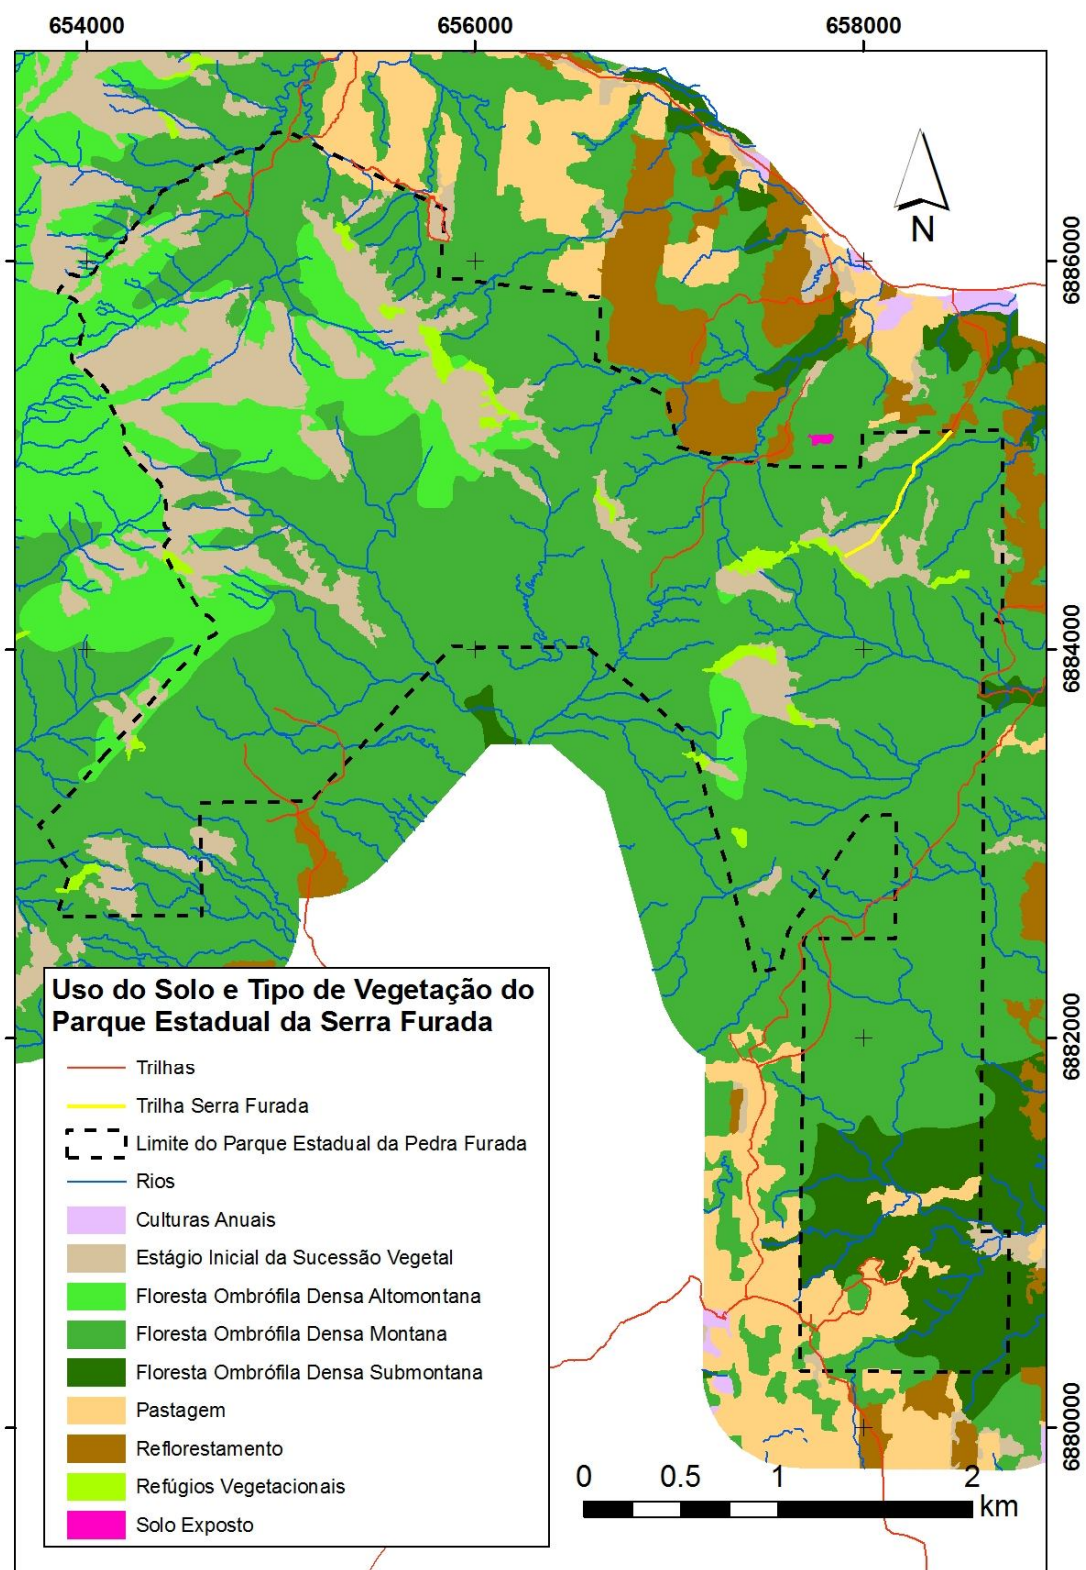 654000
656000
658000
N
6886000
6884000
6882000
6880000
Uso do Solo e Tipo de Vegetação do
Parque Estadual da Serra Furada
Trilhas
Trilha Serra Furada
Limite do Parque Estadual da Pedra Furada
Rios
Culturas Anuais
Estágio Inicial da Sucessão Vegetal
Floresta Ombrófila Densa Altomontana
Floresta Ombrófila Densa Montana
Floresta Ombrófila Densa Submontana
Pastagem
Reflorestamento
Refúgios Vegetacionais
Solo Exposto
0 0.5 1 2
km